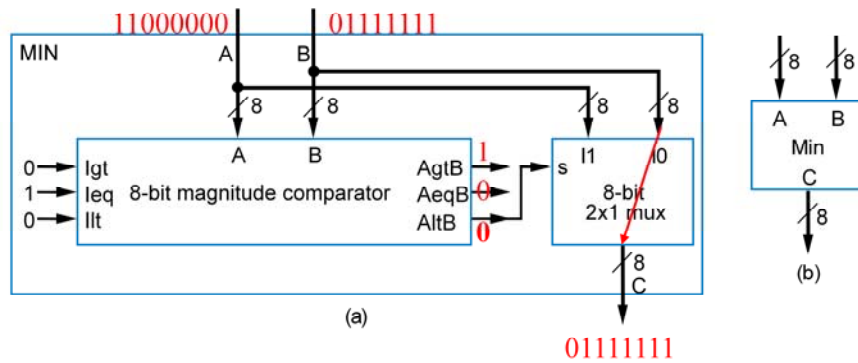 11000000 01111111
MIN A B
8 8 8 8
8 8
A B
Min
C
8
(b)
A B
I1 I0
0 Igt
1 Ieq
0 Ilt
8-bit magnitude comparator
AgtB 1
AeqB 0
AltB 0
s
8-bit
2x1 mux
8
C
(a)
01111111